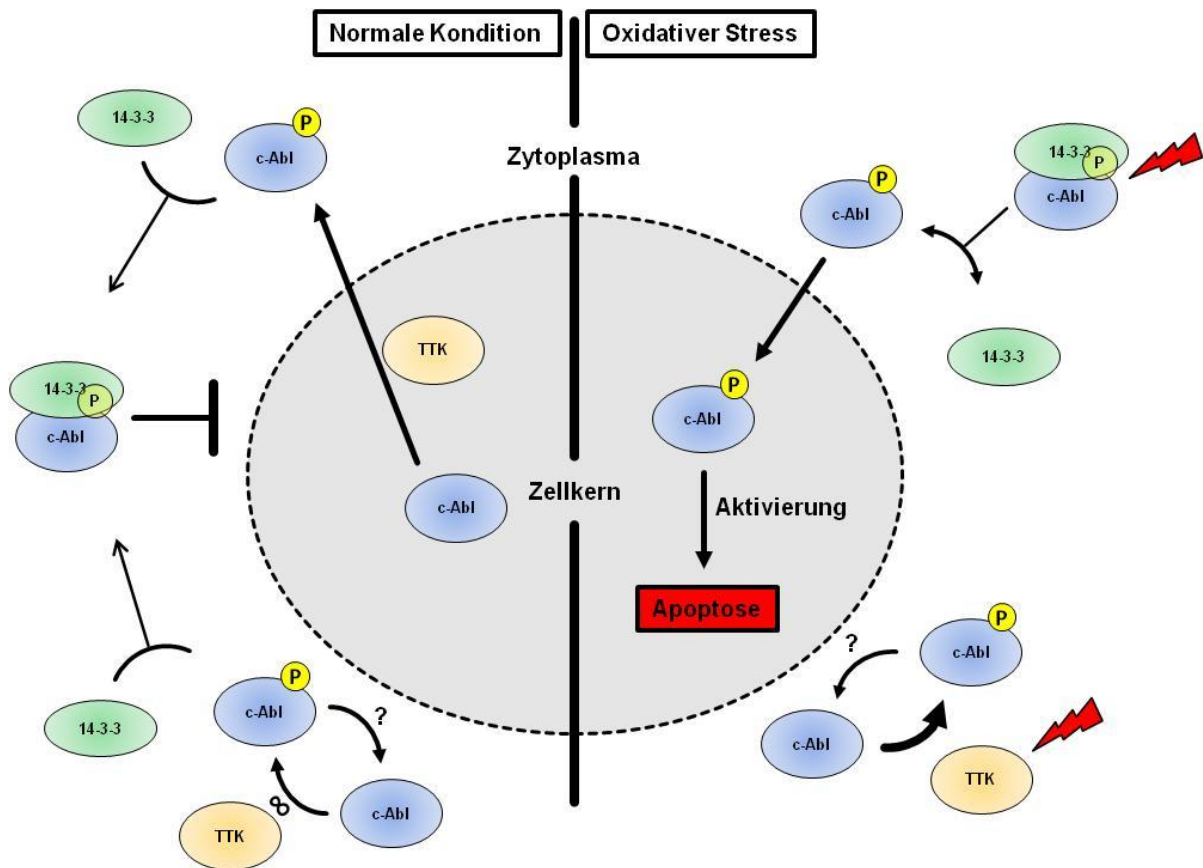 Normale Kondition
Oxidativer Stress
14-3-3
P
c-Abl
Zytoplasma
14-3-3
P
c-Abl
P
c-Abl
TTK
14-3-3
14-3-3
P
c-Abl
P
c-Abl
c-Abl
Zellkern
Aktivierung
Apoptose
P
c-Abl
?
14-3-3
P
c-Abl
?
c-Abl
8
TTK
c-Abl
TTK